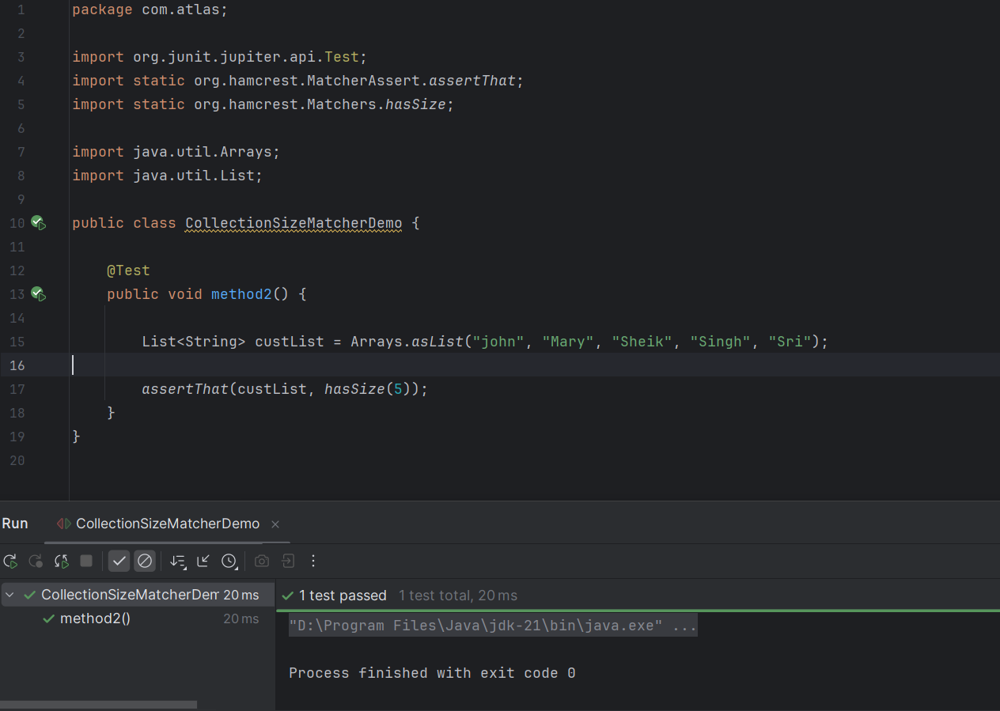 1 package com.atlas;
2
3 import org.junit.jupiter.api.Test;
4 import static org.hamcrest.MatcherAssert.assertThat;
5 import static org.hamcrest.Matchers.hasSize;
6
7 import java.util.Arrays;
8 import java.util.List;
9
10 public class CollectionSizeMatcherDemo {
11
12     @Test
13     public void method2() {
14
15         List<String> custList = Arrays.asList("john", "Mary", "Sheik", "Singh", "Sri");
16
17         assertThat(custList, hasSize(5));
18     }
19 }
20
Run CollectionSizeMatcherDemo
CollectionSizeMatcherDem 20 ms
method2() 20 ms
1 test passed 1 test total, 20 ms
"D:\Program Files\Java\jdk-21\bin\java.exe" ...
Process finished with exit code 0